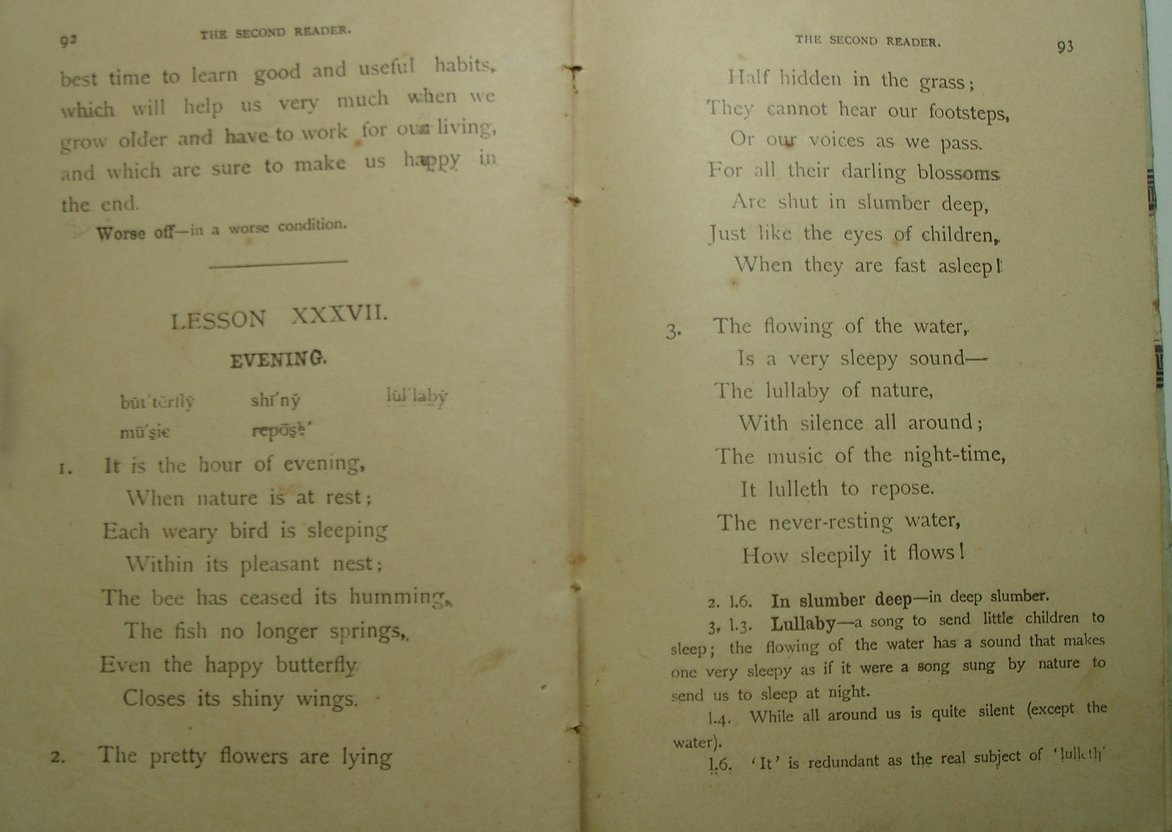 92
THE SECOND READER.
best time to learn good and useful habits,
which will help us very much when we
grow older and have to work for our living,
and which are sure to make us happy in
the end.
Worse off—in a worse condition.
LESSON XXXVII.
EVENING.
bŭt´tērflȳ shī´nȳ lŭl´labȳ
mū´ṣic repōṣe´
1. It is the hour of evening,
When nature is at rest;
Each weary bird is sleeping
Within its pleasant nest;
The bee has ceased its humming,
The fish no longer springs,
Even the happy butterfly
Closes its shiny wings.
2. The pretty flowers are lying
THE SECOND READER.
93
Half hidden in the grass;
They cannot hear our footsteps,
Or our voices as we pass.
For all their darling blossoms
Are shut in slumber deep,
Just like the eyes of children,
When they are fast asleep!
3. The flowing of the water,
Is a very sleepy sound—
The lullaby of nature,
With silence all around;
The music of the night-time,
It lulleth to repose.
The never-resting water,
How sleepily it flows!
2. l.6. In slumber deep—in deep slumber.
3, l.3. Lullaby—a song to send little children to
sleep; the flowing of the water has a sound that makes
one very sleepy as if it were a song sung by nature to
send us to sleep at night.
l.4. While all around us is quite silent (except the
water).
l.6. 'It' is redundant as the real subject of 'lulleth'